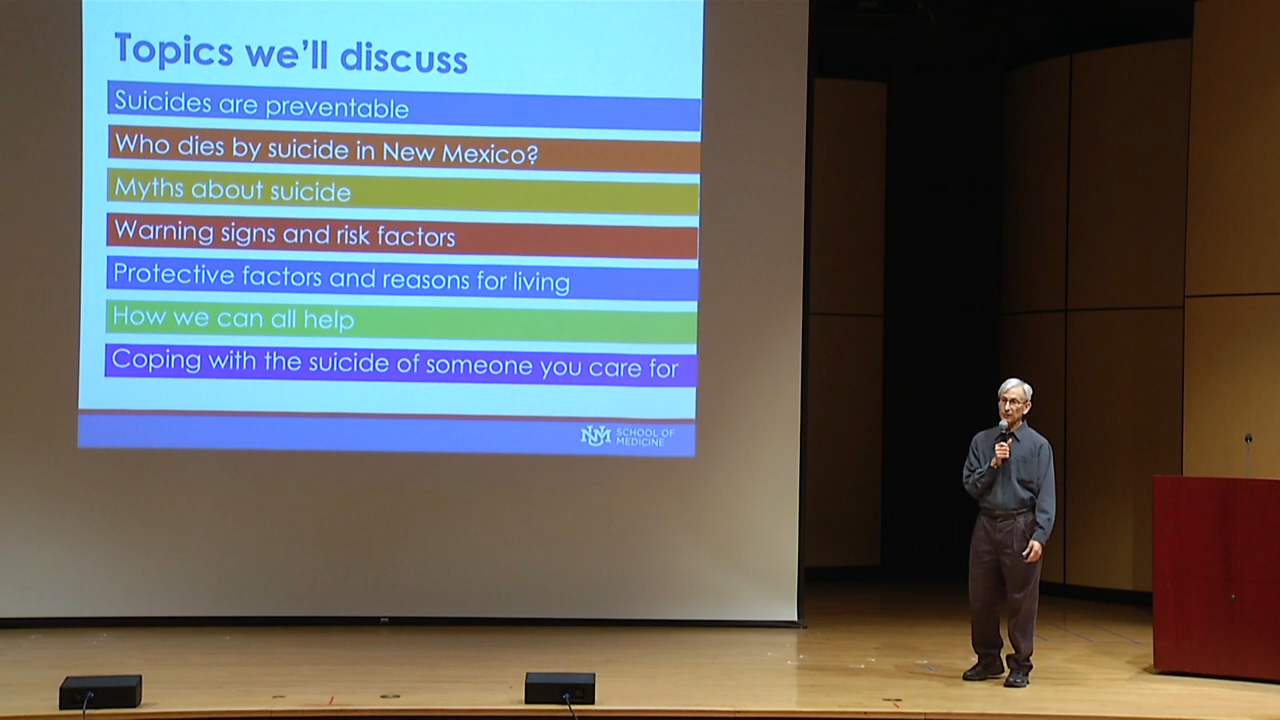 Topics we'll discuss
Suicides are preventable
Who dies by suicide in New Mexico?
Myths about suicide
Warning signs and risk factors
Protective factors and reasons for living
How we can all help
Coping with the suicide of someone you care for
UNM SCHOOL OF
MEDICINE